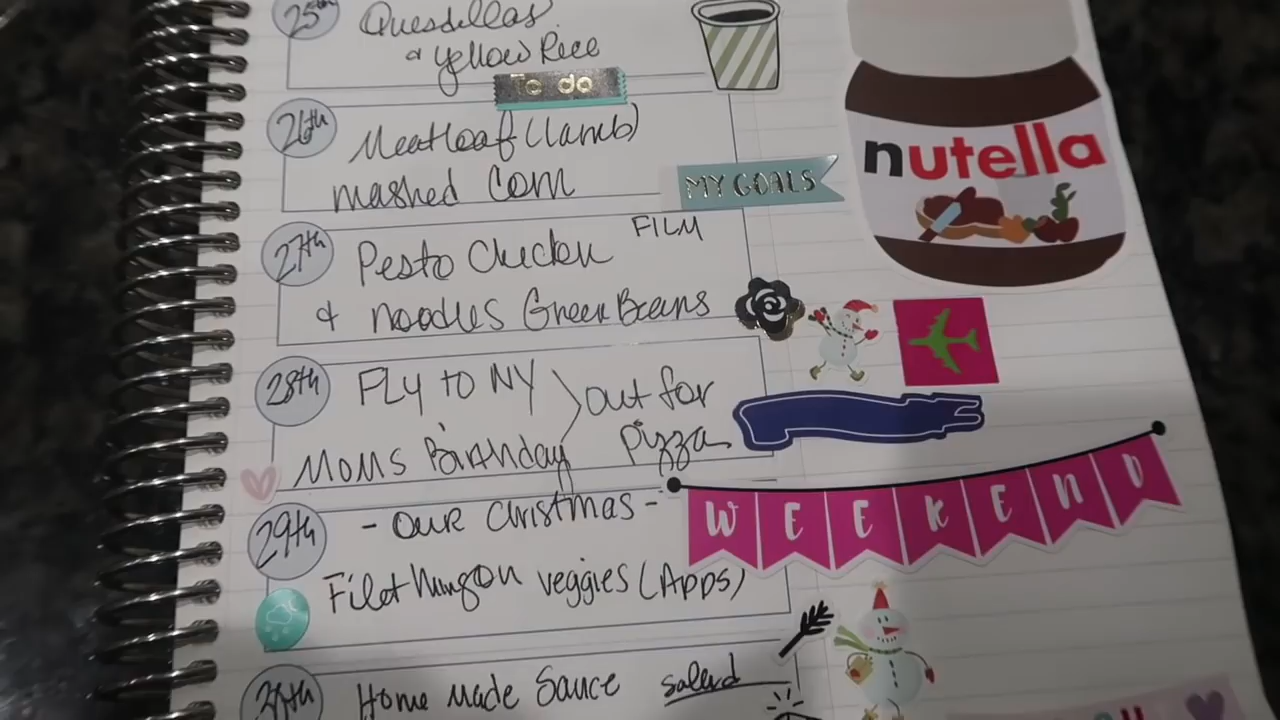 25th Quesdillas
& yellow Rice
To do
26th Meatloaf (lamb)
mashed Corn
MY GOALS
nutella
27th Pesto Chicken FILM
& noodles Green Beans
28th FLY to NY out for
Moms Birthday pizza
WEEKEND
29th - our Christmas -
Filet Mingon veggies (Apps)
30th Home Made Sauce salad